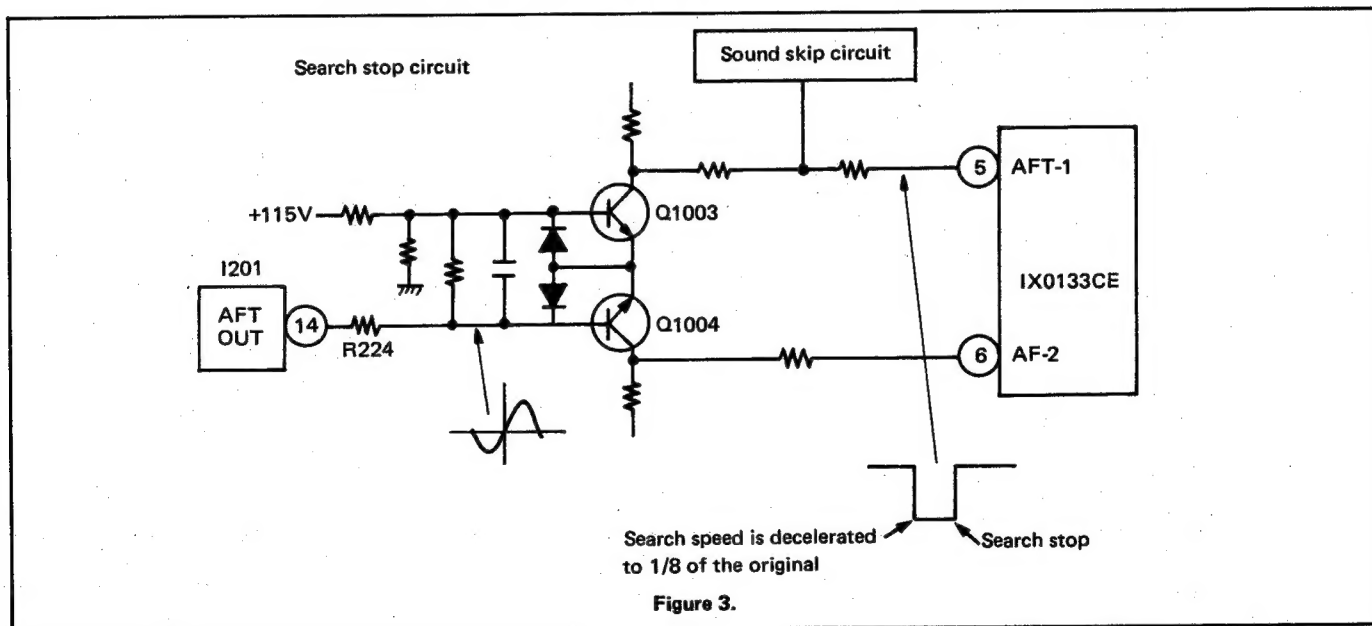 Search stop circuit
Sound skip circuit
5 AFT-1
+115V
Q1003
I201
IX0133CE
AFT
OUT
14
R224
Q1004
6 AF-2
Search speed is decelerated
to 1/8 of the original
Search stop
Figure 3.